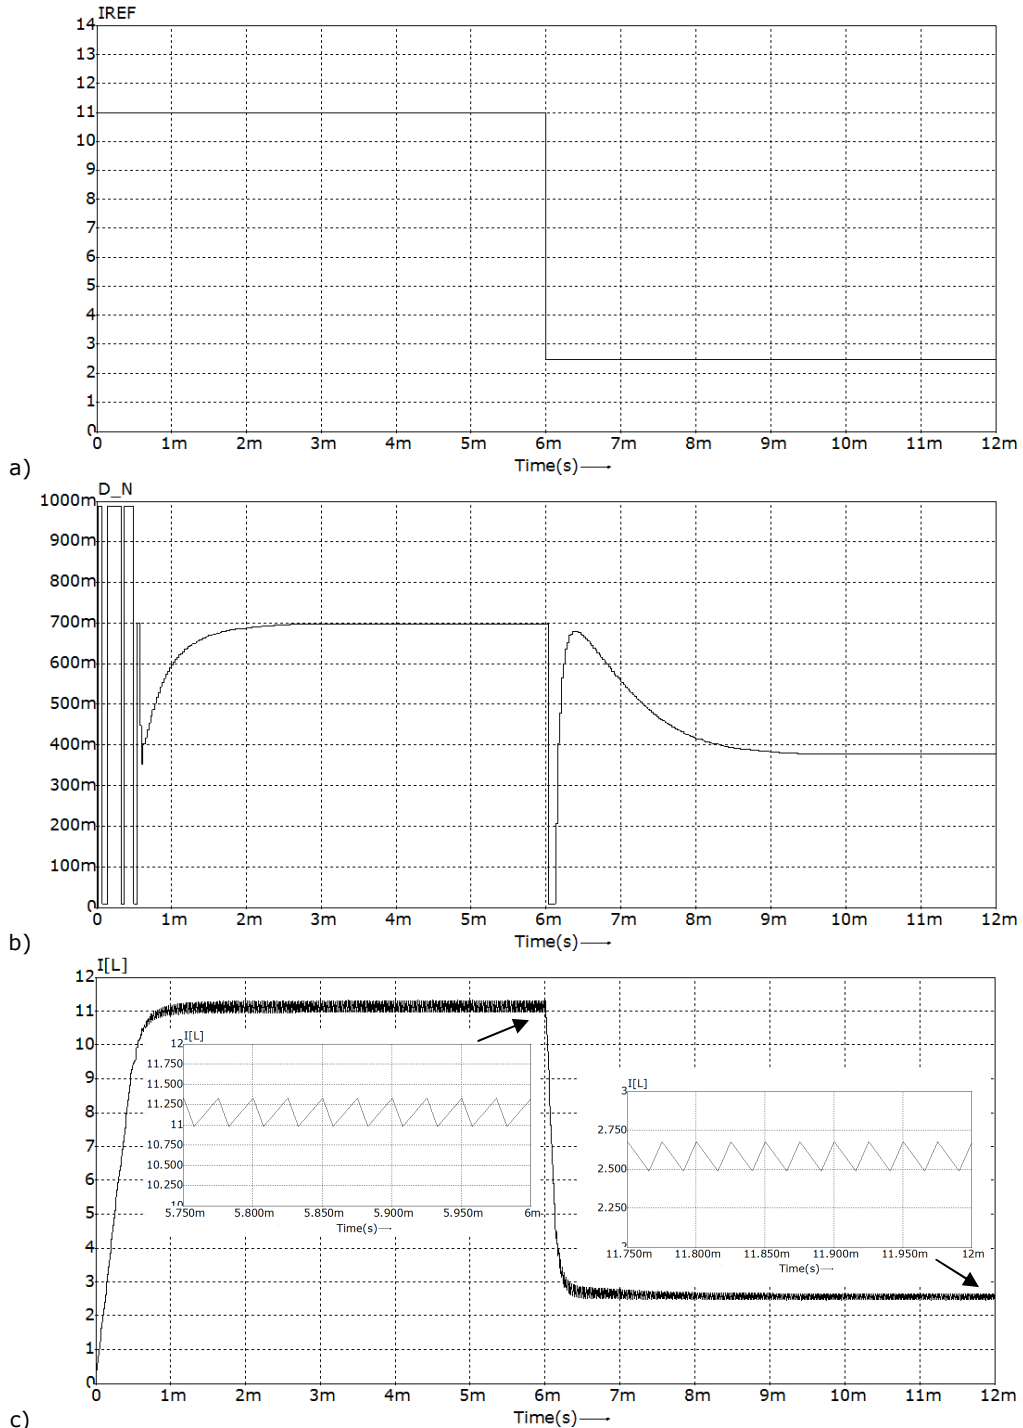 IREF
14
13
12
11
10
9
8
7
6
5
4
3
2
1
0
0 1m 2m 3m 4m 5m 6m 7m 8m 9m 10m 11m 12m
Time(s)
a)
D_N
1000m
900m
800m
700m
600m
500m
400m
300m
200m
100m
0
0 1m 2m 3m 4m 5m 6m 7m 8m 9m 10m 11m 12m
Time(s)
b)
I[L]
12
11
10
9
8
7
6
5
4
3
2
1
0
0 1m 2m 3m 4m 5m 6m 7m 8m 9m 10m 11m 12m
Time(s)
I[L]
12
11.750
11.500
11.250
11
10.750
10.500
10.250
10
5.750m 5.800m 5.850m 5.900m 5.950m 6m
Time(s)
I[L]
3
2.750
2.500
2.250
2
11.750m 11.800m 11.850m 11.900m 11.950m 12m
Time(s)
c)